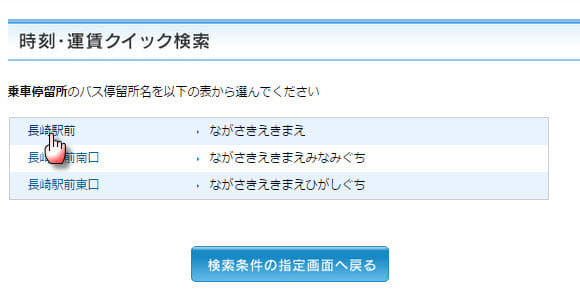 時刻・運賃クイック検索
乗車停留所のバス停留所名を以下の表から選んでください
長崎駅前 ながさきえきまえ
長崎駅前南口 ながさきえきまえみなみぐち
長崎駅前東口 ながさきえきまえひがしぐち
検索条件の指定画面へ戻る